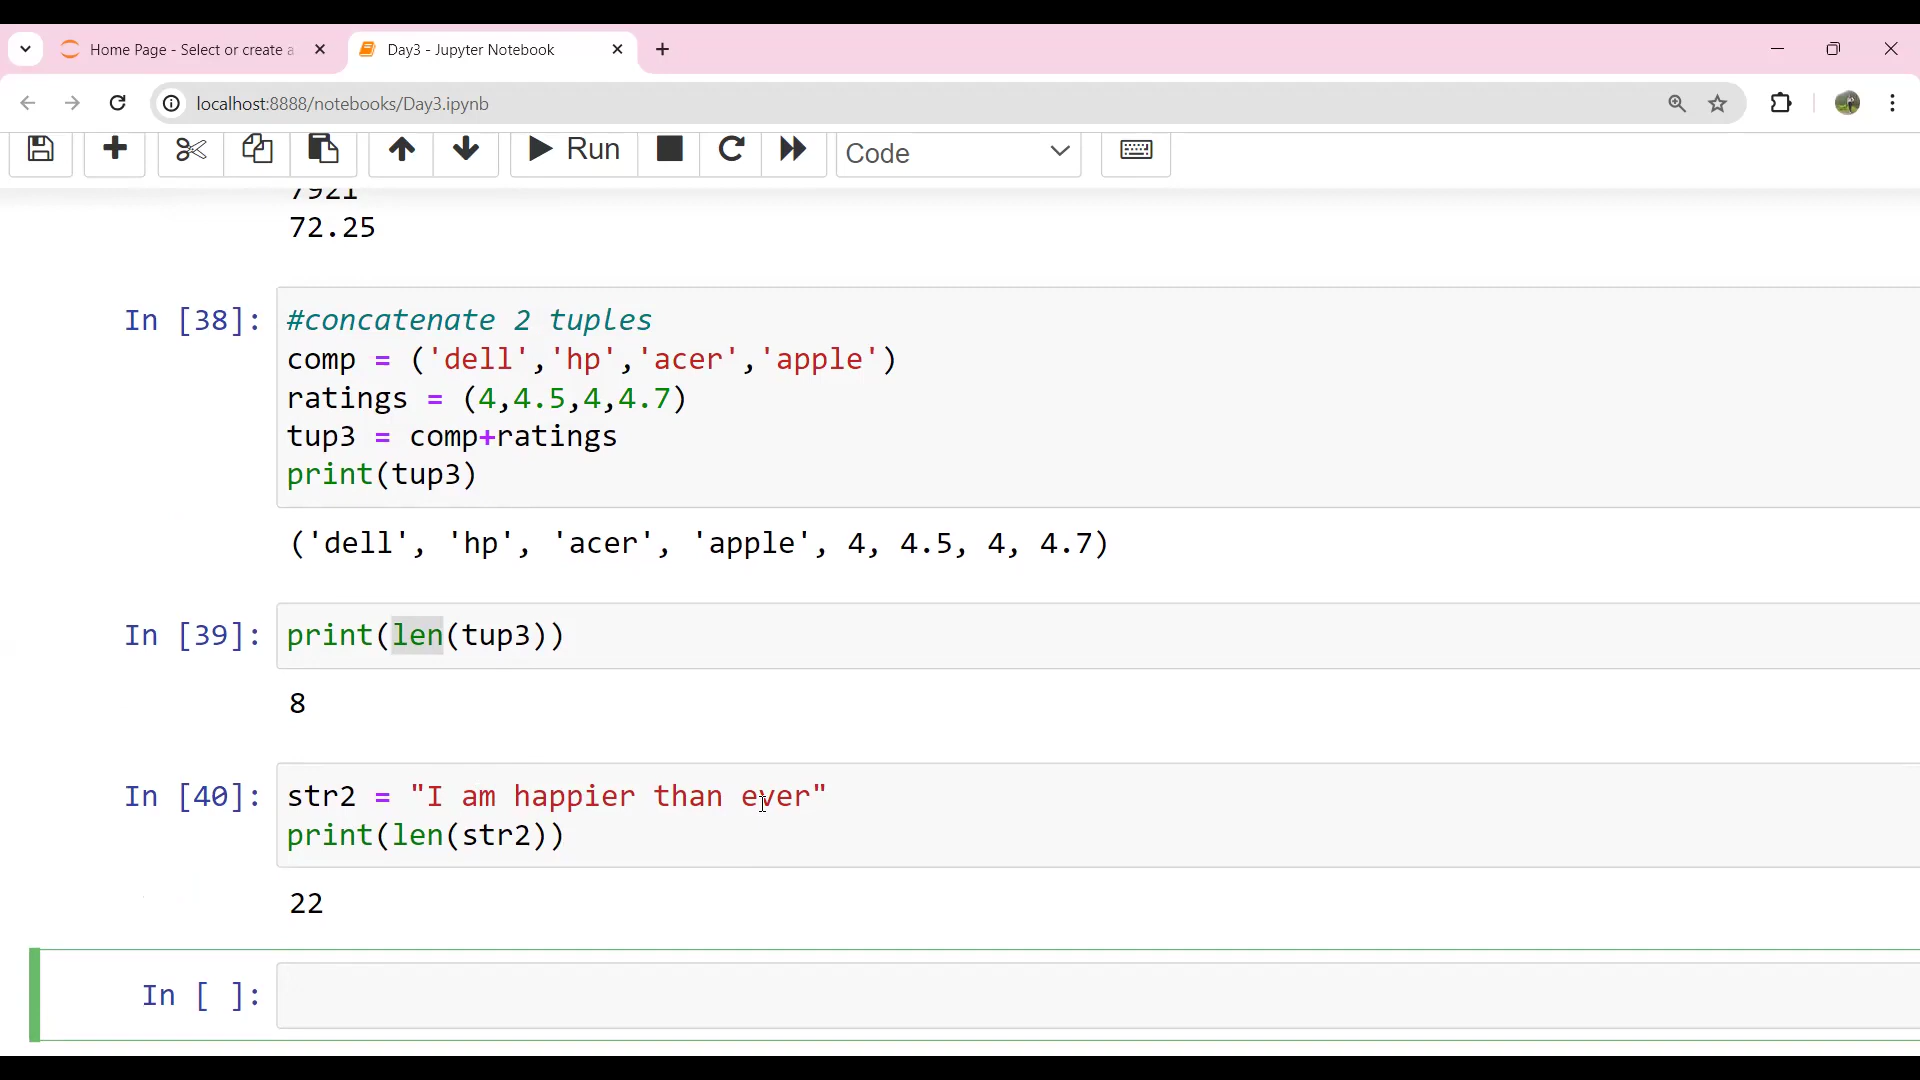 Home Page - Select or create a
Day3 - Jupyter Notebook
localhost:8888/notebooks/Day3.ipynb
Run
Code
7921
72.25
In [38]:
#concatenate 2 tuples
comp = ('dell','hp','acer','apple')
ratings = (4,4.5,4,4.7)
tup3 = comp+ratings
print(tup3)
('dell', 'hp', 'acer', 'apple', 4, 4.5, 4, 4.7)
In [39]:
print(len(tup3))
8
In [40]:
str2 = "I am happier than ever"
print(len(str2))
22
In [ ]: